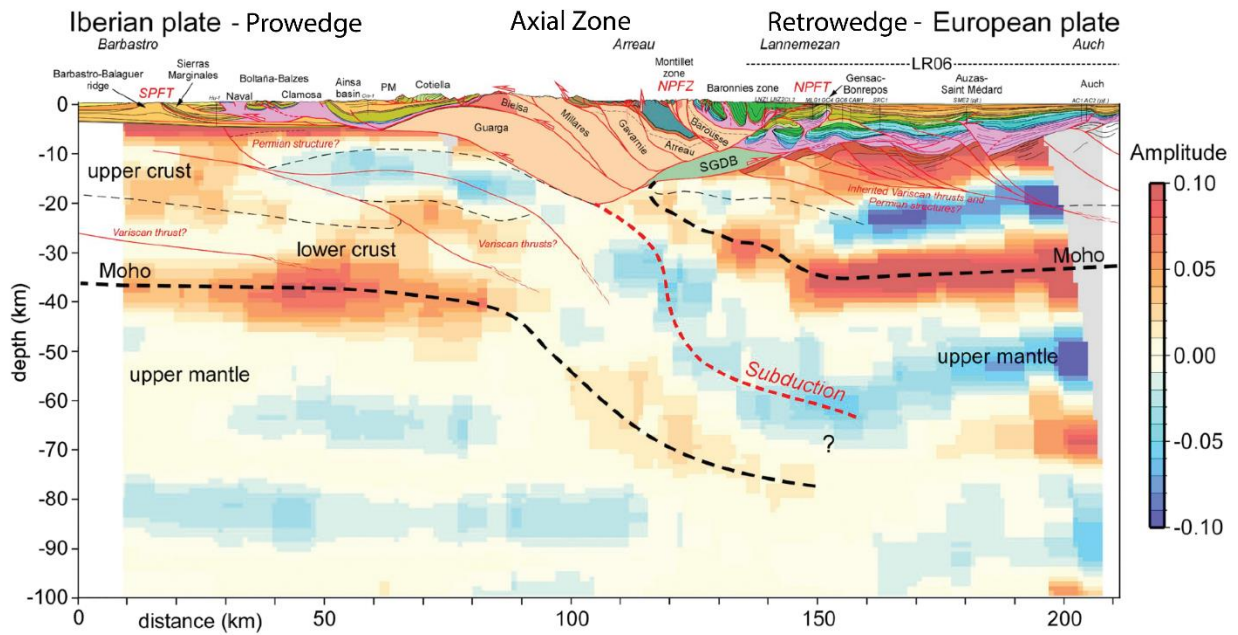 Iberian plate - Prowedge
Axial Zone
Retrowedge - European plate
Barbastro
Arreau
Lannemezan
Auch
LR06
Barbastro-Balaguer
ridge
SPFT
Sierras
Marginales
Boltaña-Balzes
Naval
Clamosa
Ainsa
basin
PM
Cotiella
Montillet
zone
NPFZ
Baronnies zone
NPFT
Gensac-
Bonrepos
Auzas-
Saint Médard
Auch
CAR1
SRC1
Bielsa
Millares
Gavarnie
Guarga
Arreau
Barousse
SGDB
Permian structure?
upper crust
Variscan thrust?
lower crust
Variscan thrusts?
Inherited Variscan thrusts and
Permian structures?
Moho
Moho
upper mantle
upper mantle
Subduction
?
depth (km)
0
-10
-20
-30
-40
-50
-60
-70
-80
-90
-100
0
50
100
150
200
distance (km)
Amplitude
0.10
0.05
0.00
-0.05
-0.10